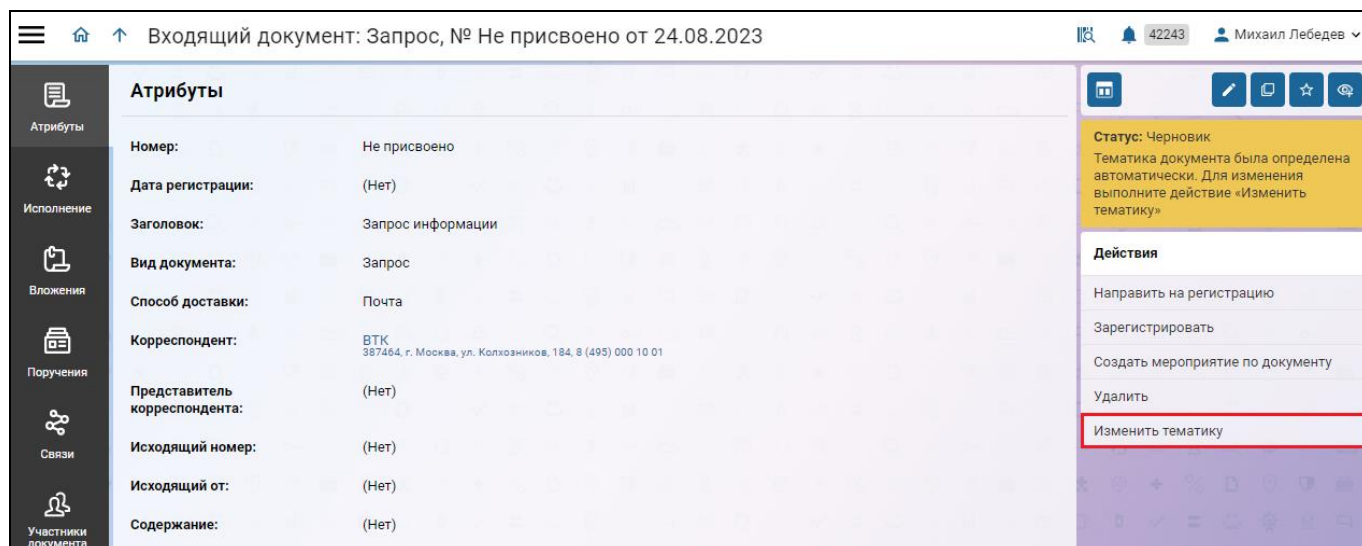 Входящий документ: Запрос, № Не присвоено от 24.08.2023
42243
Михаил Лебедев
Атрибуты
Исполнение
Вложения
Поручения
Связи
Участники
документа
Атрибуты
Номер: Не присвоено
Дата регистрации: (Нет)
Заголовок: Запрос информации
Вид документа: Запрос
Способ доставки: Почта
Корреспондент: ВТК
387464, г. Москва, ул. Колхозников, 184, 8 (495) 000 10 01
Представитель (Нет)
корреспондента:
Исходящий номер: (Нет)
Исходящий от: (Нет)
Содержание: (Нет)
Статус: Черновик
Тематика документа была определена
автоматически. Для изменения
выполните действие «Изменить
тематику»
Действия
Направить на регистрацию
Зарегистрировать
Создать мероприятие по документу
Удалить
Изменить тематику